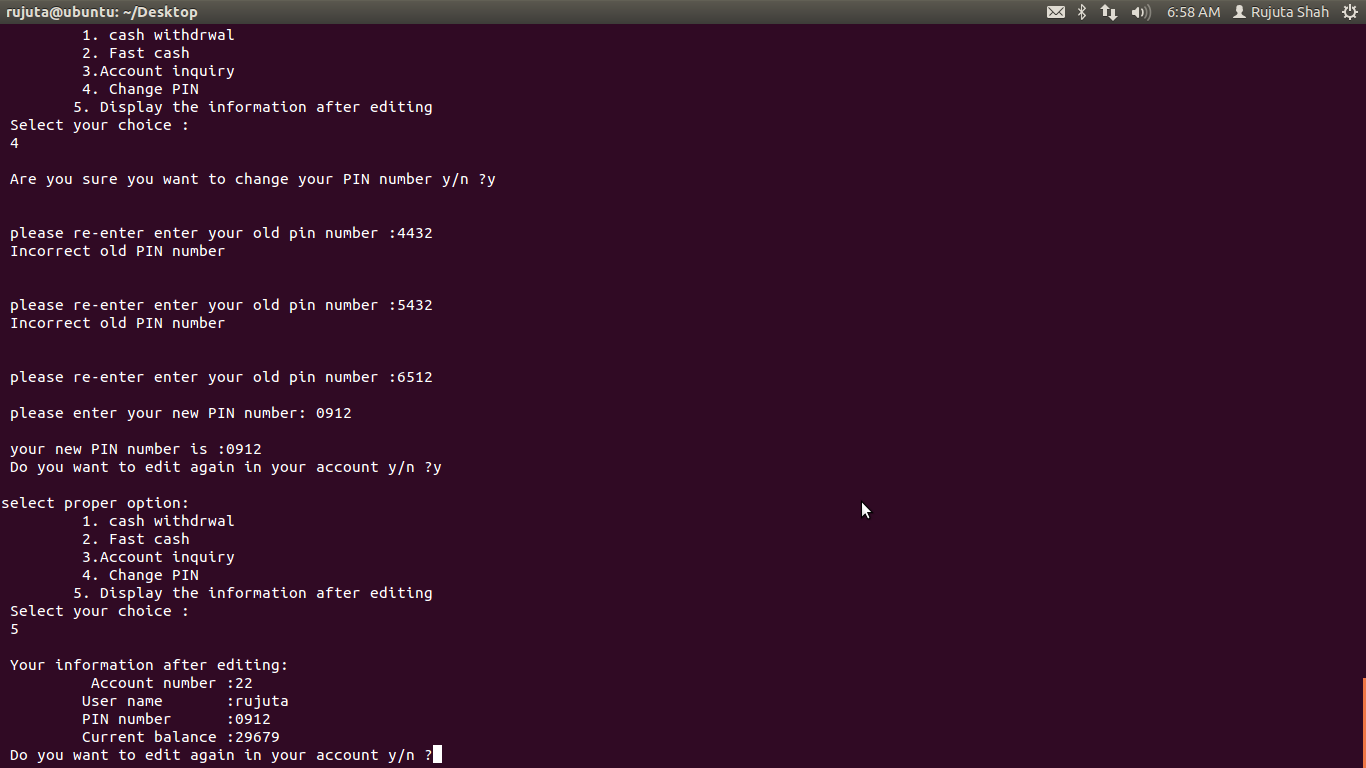 rujuta@ubuntu: ~/Desktop 6:58 AM Rujuta Shah
1. cash withdrwal
2. Fast cash
3.Account inquiry
4. Change PIN
5. Display the information after editing
Select your choice :
4
Are you sure you want to change your PIN number y/n ?y
please re-enter enter your old pin number :4432
Incorrect old PIN number
please re-enter enter your old pin number :5432
Incorrect old PIN number
please re-enter enter your old pin number :6512
please enter your new PIN number: 0912
your new PIN number is :0912
Do you want to edit again in your account y/n ?y
select proper option:
1. cash withdrwal
2. Fast cash
3.Account inquiry
4. Change PIN
5. Display the information after editing
Select your choice :
5
Your information after editing:
Account number :22
User name :rujuta
PIN number :0912
Current balance :29679
Do you want to edit again in your account y/n ?